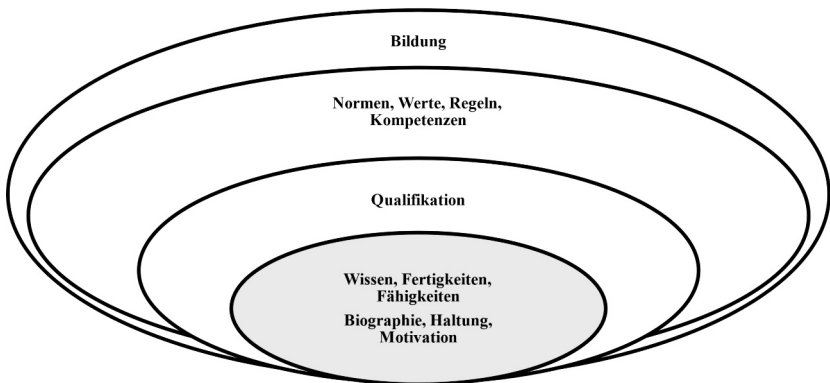 Bildung
Normen, Werte, Regeln,
Kompetenzen
Qualifikation
Wissen, Fertigkeiten,
Fähigkeiten
Biographie, Haltung,
Motivation